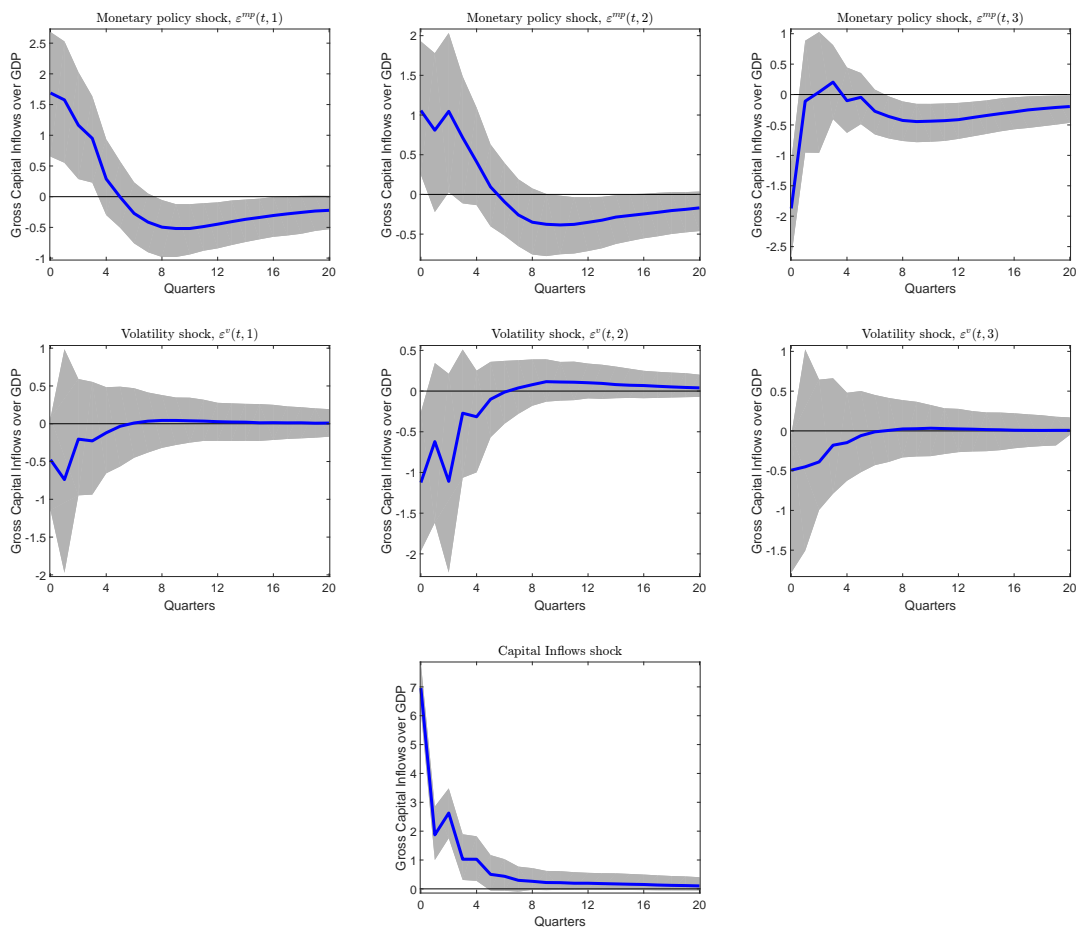 Monetary policy shock, ε^{mp}(t, 1)
Gross Capital Inflows over GDP
2.5
2
1.5
1
0.5
0
-0.5
-1
0 4 8 12 16 20
Quarters
Monetary policy shock, ε^{mp}(t, 2)
Gross Capital Inflows over GDP
2
1.5
1
0.5
0
-0.5
0 4 8 12 16 20
Quarters
Monetary policy shock, ε^{mp}(t, 3)
Gross Capital Inflows over GDP
1
0.5
0
-0.5
-1
-1.5
-2
-2.5
0 4 8 12 16 20
Quarters
Volatility shock, ε^{v}(t, 1)
Gross Capital Inflows over GDP
1
0.5
0
-0.5
-1
-1.5
-2
0 4 8 12 16 20
Quarters
Volatility shock, ε^{v}(t, 2)
Gross Capital Inflows over GDP
0.5
0
-0.5
-1
-1.5
-2
0 4 8 12 16 20
Quarters
Volatility shock, ε^{v}(t, 3)
Gross Capital Inflows over GDP
1
0.5
0
-0.5
-1
-1.5
0 4 8 12 16 20
Quarters
Capital Inflows shock
Gross Capital Inflows over GDP
7
6
5
4
3
2
1
0
0 4 8 12 16 20
Quarters